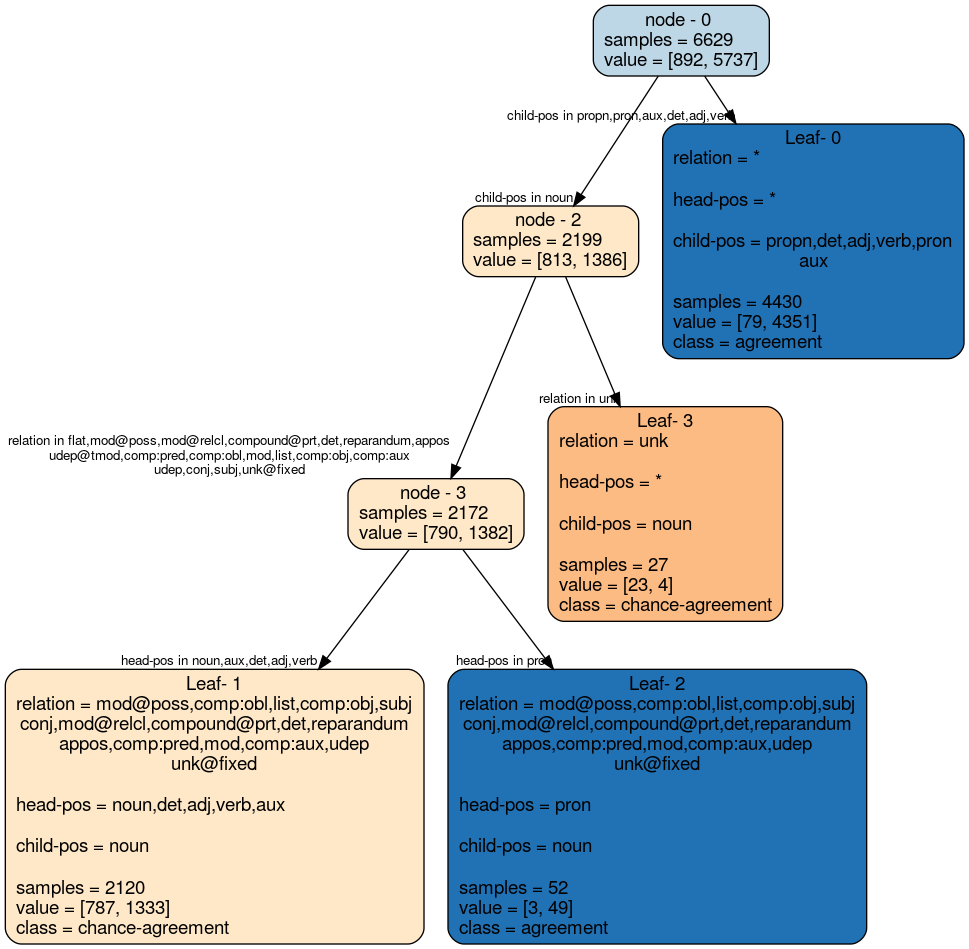 node - 0
samples = 6629
value = [892, 5737]
child-pos in propn,pron,aux,det,adj,verb
Leaf- 0
relation = *
head-pos = *
child-pos = propn,det,adj,verb,pron
aux
samples = 4430
value = [79, 4351]
class = agreement
child-pos in noun
node - 2
samples = 2199
value = [813, 1386]
relation in unk
Leaf- 3
relation = unk
head-pos = *
child-pos = noun
samples = 27
value = [23, 4]
class = chance-agreement
relation in flat,mod@poss,mod@relcl,compound@prt,det,reparandum,appos
udep@tmod,comp:pred,comp:obl,mod,list,comp:obj,comp:aux
udep,conj,subj,unk@fixed
node - 3
samples = 2172
value = [790, 1382]
head-pos in noun,aux,det,adj,verb
Leaf- 1
relation = mod@poss,comp:obl,list,comp:obj,subj
conj,mod@relcl,compound@prt,det,reparandum
appos,comp:pred,mod,comp:aux,udep
unk@fixed
head-pos = noun,det,adj,verb,aux
child-pos = noun
samples = 2120
value = [787, 1333]
class = chance-agreement
head-pos in pron
Leaf- 2
relation = mod@poss,comp:obl,list,comp:obj,subj
conj,mod@relcl,compound@prt,det,reparandum
appos,comp:pred,mod,comp:aux,udep
unk@fixed
head-pos = pron
child-pos = noun
samples = 52
value = [3, 49]
class = agreement